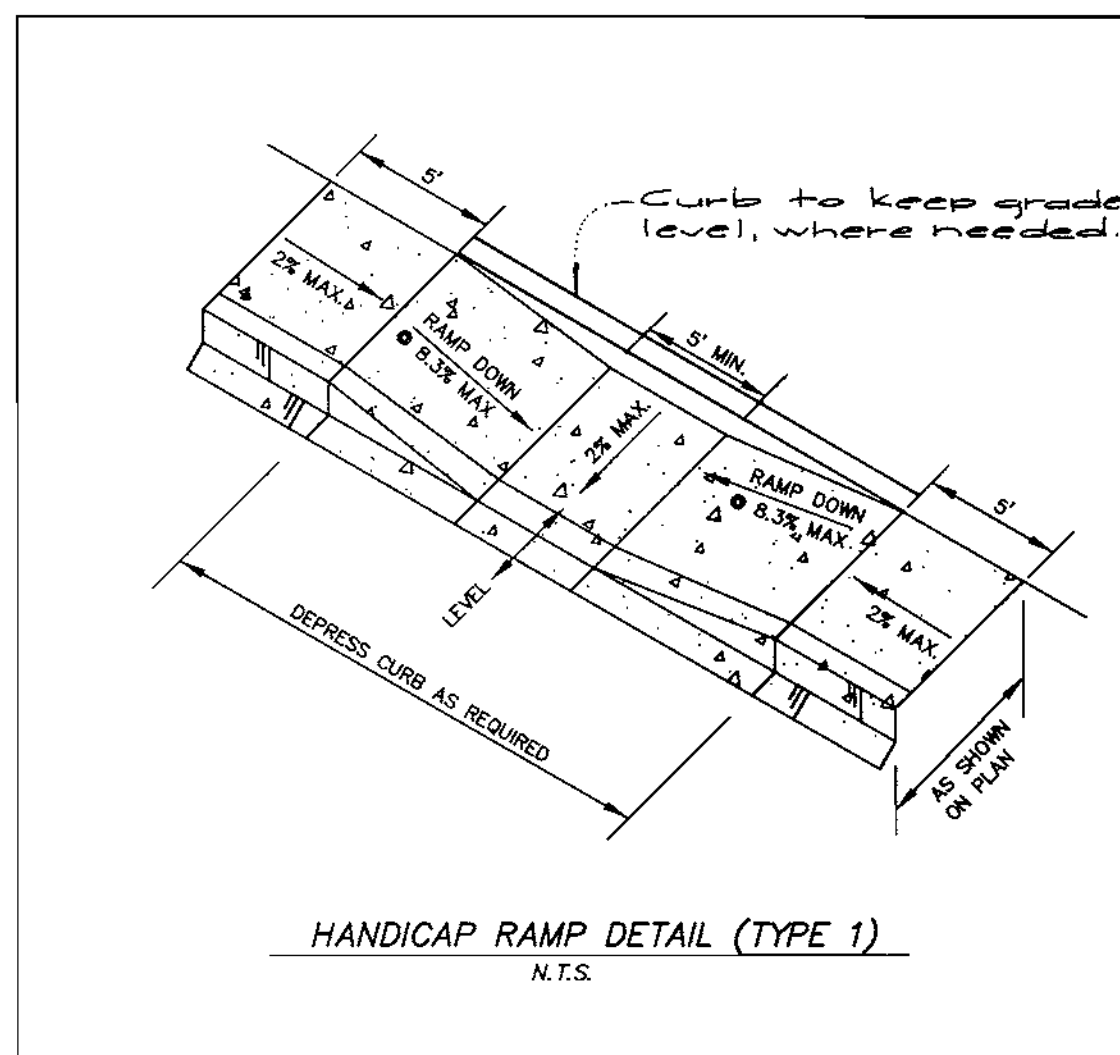 5'
Curb to keep grade
level, where needed.
2% MAX.
RAMP DOWN
@ 8.3% MAX
5' MIN.
2% MAX.
RAMP DOWN
@ 8.3% MAX.
5'
2% MAX.
LEVEL
DEPRESS CURB AS REQUIRED
AS SHOWN
ON PLAN
HANDICAP RAMP DETAIL (TYPE 1)
N.T.S.